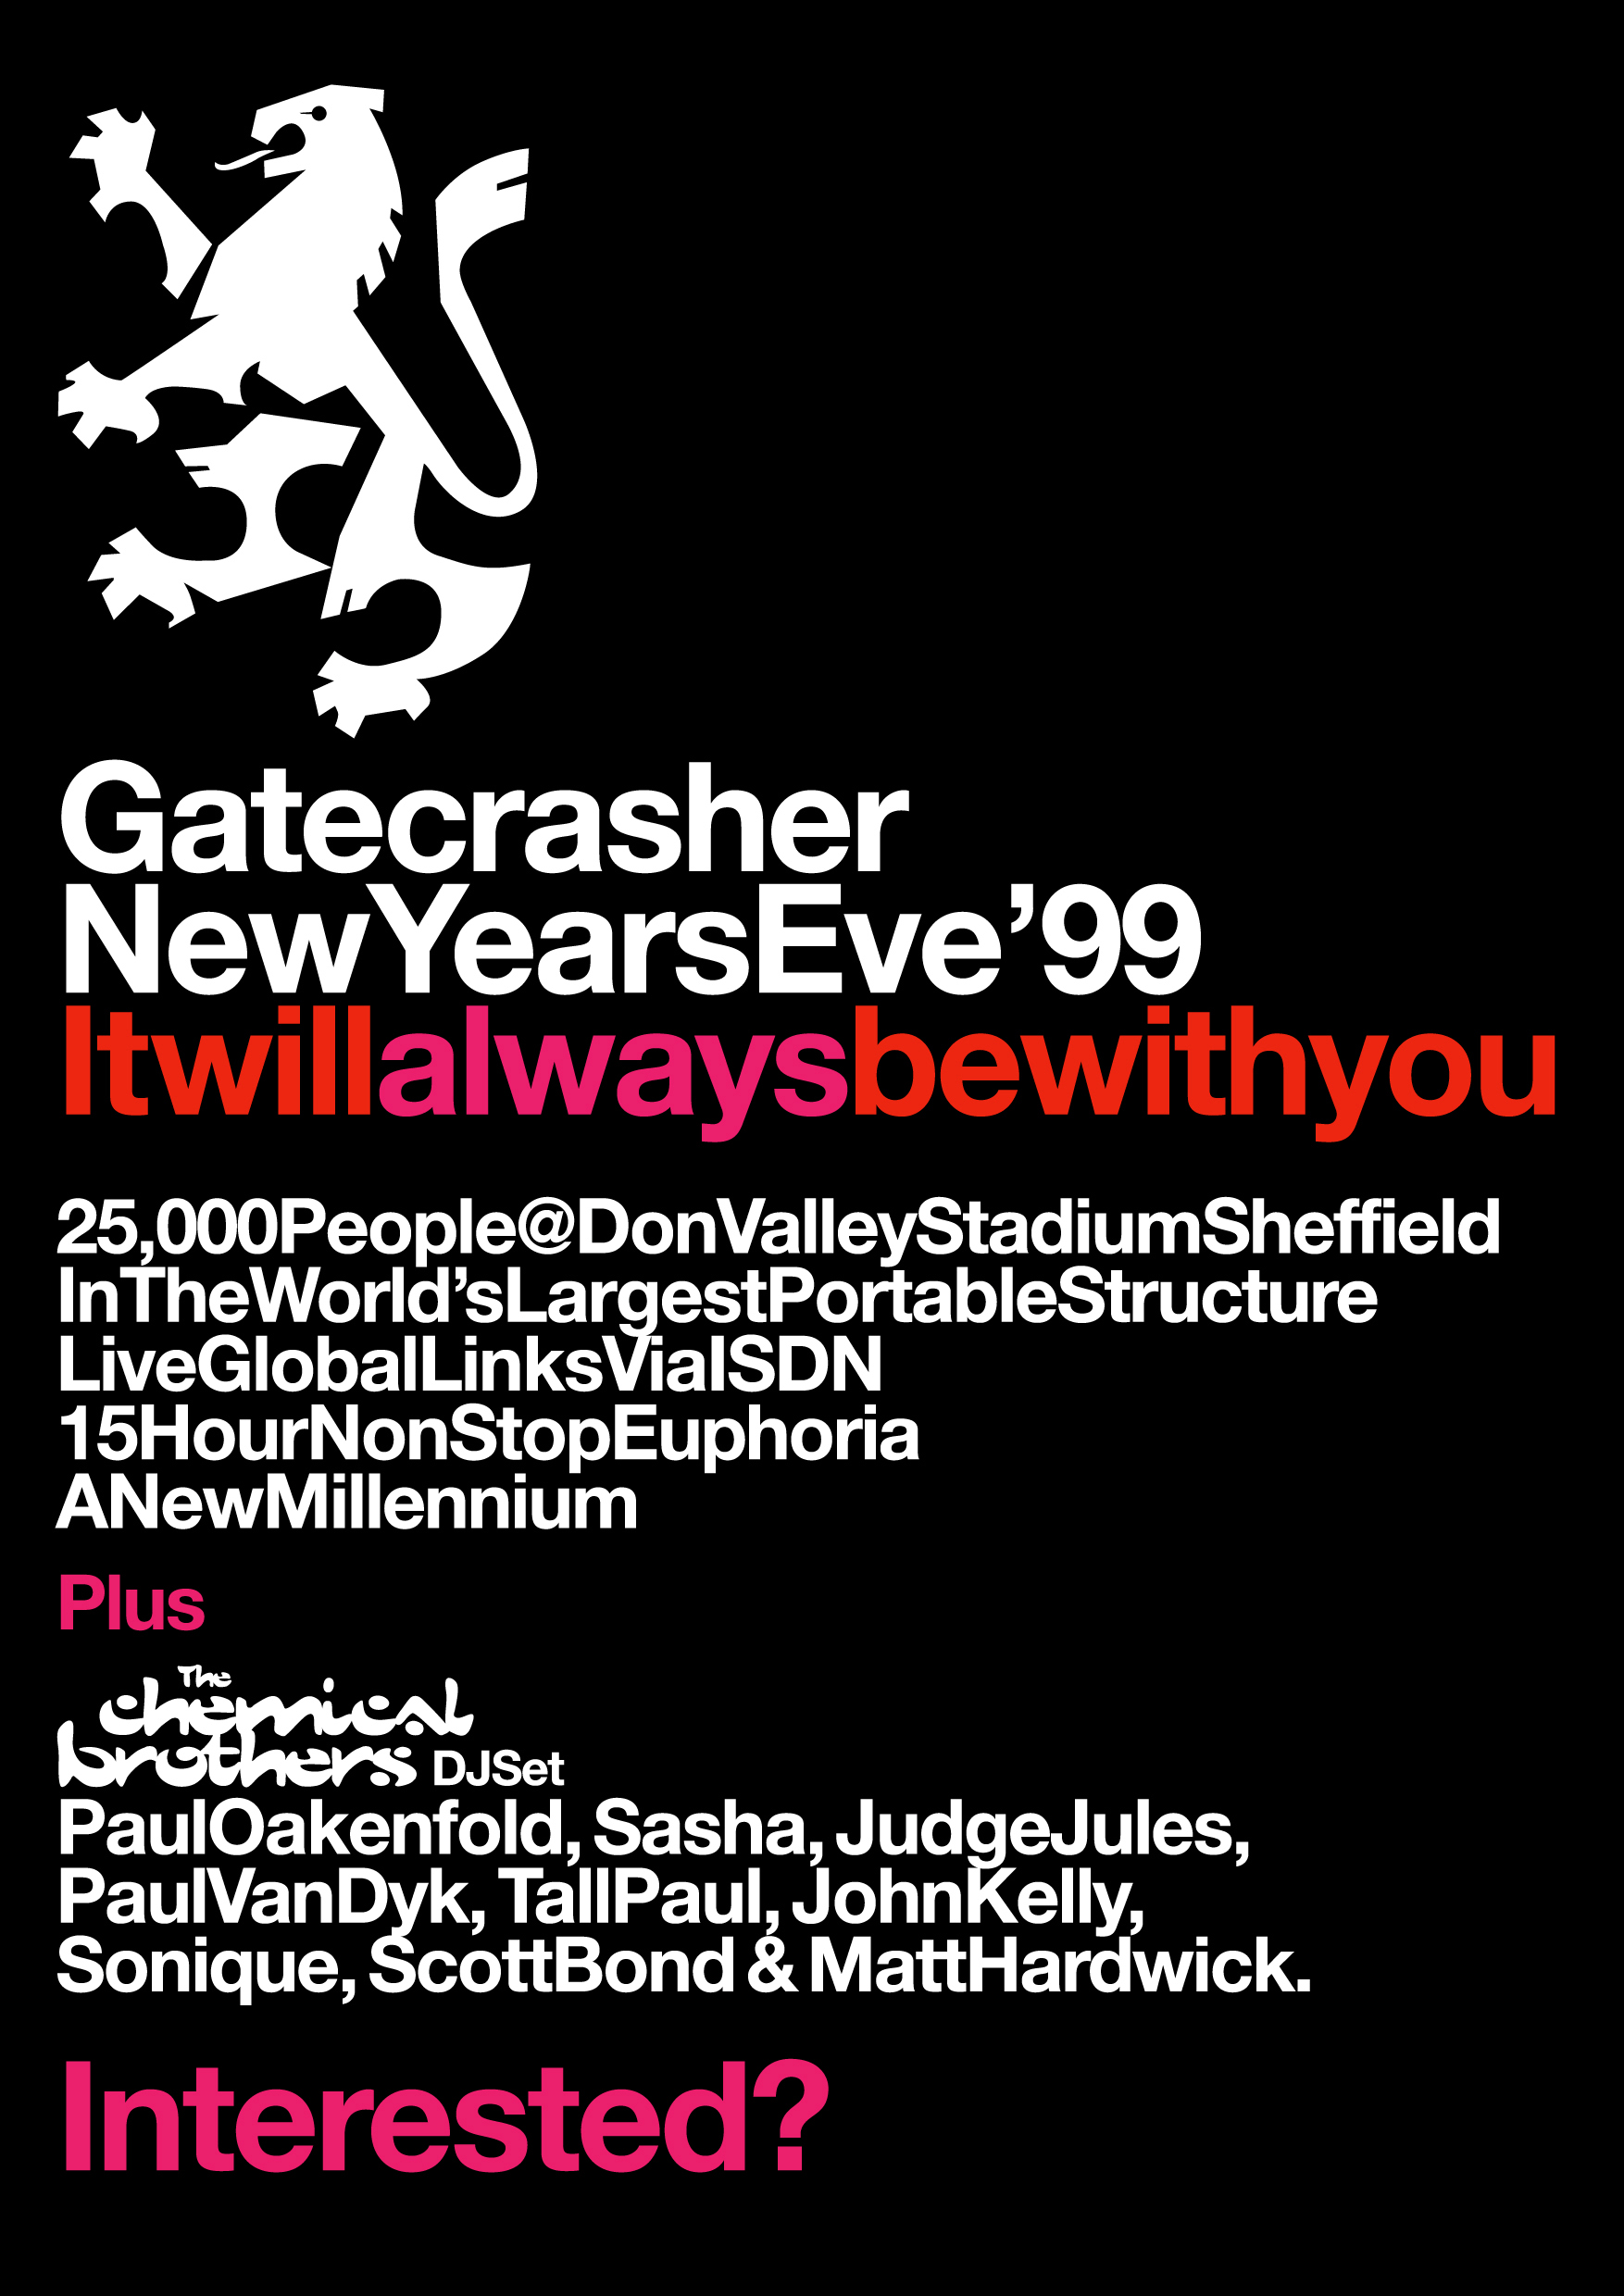 Gatecrasher
NewYearsEve’99
Itwillalwaysbewithyou
25,000People@DonValleyStadiumSheffield
InTheWorld’sLargestPortableStructure
LiveGlobalLinksViaISDN
15HourNonStopEuphoria
ANewMillennium
Plus
The
chemical
brothers DJSet
PaulOakenfold, Sasha, JudgeJules,
PaulVanDyk, TallPaul, JohnKelly,
Sonique, ScottBond & MattHardwick.
Interested?